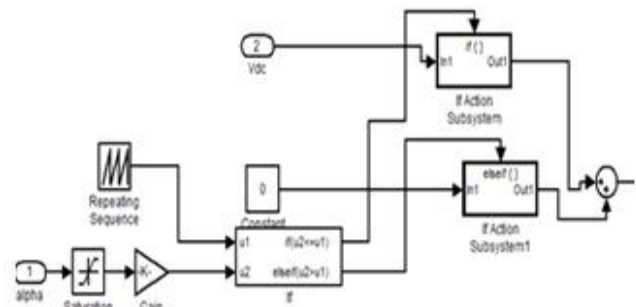 2
Vdc
if { }
In1
Out1
If Action
Subsystem
elseif { }
In1
Out1
If Action
Subsystem1
Repeating
Sequence
0
Constant
u1
if(u2<=u1)
u2
elseif(u2>u1)
If
1
alpha
Saturation
-K-
Gain